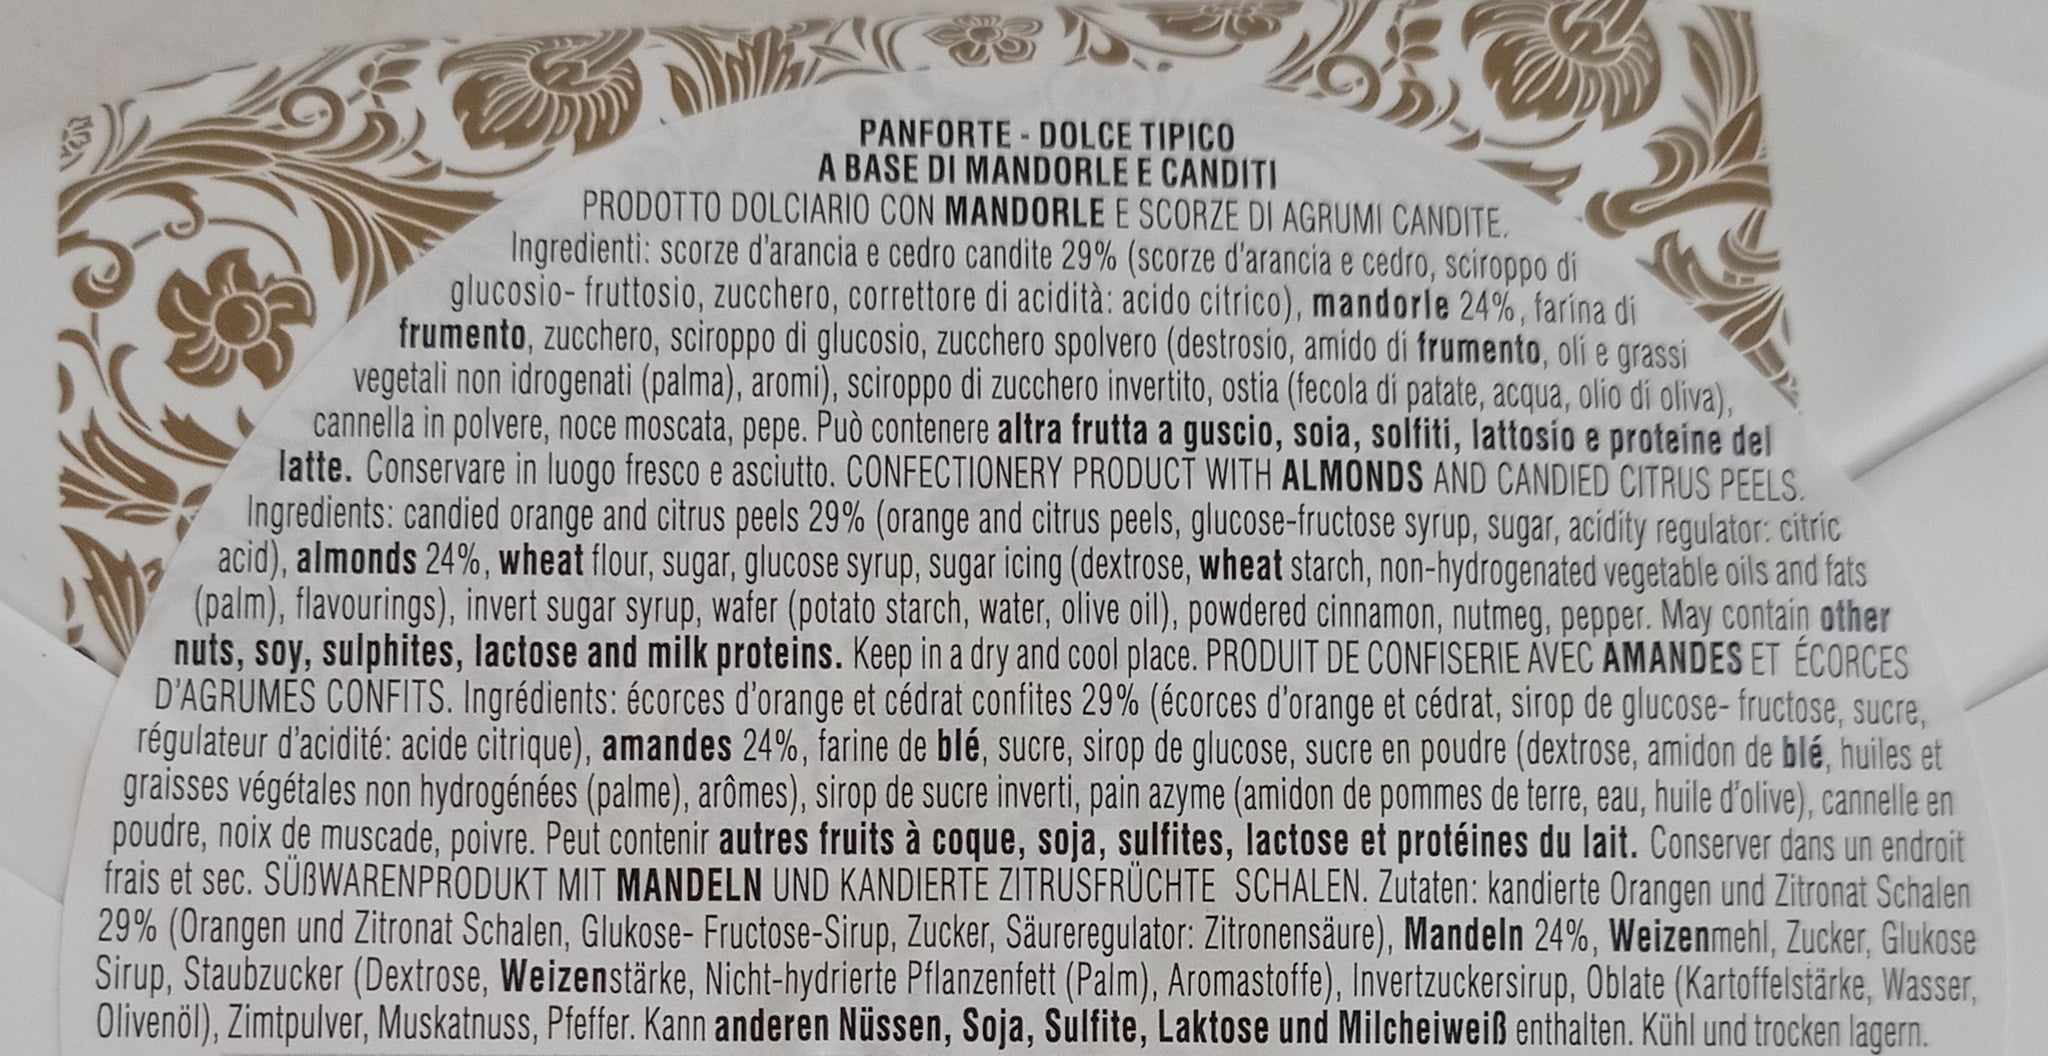 PANFORTE - DOLCE TIPICO
A BASE DI MANDORLE E CANDITI
PRODOTTO DOLCIARIO CON MANDORLE E SCORZE DI AGRUMI CANDITE.
Ingredienti: scorze d'arancia e cedro candite 29% (scorze d'arancia e cedro, sciroppo di
glucosio- fruttosio, zucchero, correttore di acidità: acido citrico), mandorle 24%, farina di
frumento, zucchero, sciroppo di glucosio, zucchero spolvero (destrosio, amido di frumento, oli e grassi
vegetali non idrogenati (palma), aromi), sciroppo di zucchero invertito, ostia (fecola di patate, acqua, olio di oliva),
cannella in polvere, noce moscata, pepe. Può contenere altra frutta a guscio, soia, solfiti, lattosio e proteine del
latte. Conservare in luogo fresco e asciutto. CONFECTIONERY PRODUCT WITH ALMONDS AND CANDIED CITRUS PEELS.
Ingredients: candied orange and citrus peels 29% (orange and citrus peels, glucose-fructose syrup, sugar, acidity regulator: citric
acid), almonds 24%, wheat flour, sugar, glucose syrup, sugar icing (dextrose, wheat starch, non-hydrogenated vegetable oils and fats
(palm), flavourings), invert sugar syrup, wafer (potato starch, water, olive oil), powdered cinnamon, nutmeg, pepper. May contain other
nuts, soy, sulphites, lactose and milk proteins. Keep in a dry and cool place. PRODUIT DE CONFISERIE AVEC AMANDES ET ÉCORCES
D'AGRUMES CONFITS. Ingrédients: écorces d'orange et cédrat confites 29% (écorces d'orange et cédrat, sirop de glucose- fructose, sucre,
régulateur d'acidité: acide citrique), amandes 24%, farine de blé, sucre, sirop de glucose, sucre en poudre (dextrose, amidon de blé, huiles et
graisses végétales non hydrogénées (palme), arômes), sirop de sucre inverti, pain azyme (amidon de pommes de terre, eau, huile d'olive), cannelle en
poudre, noix de muscade, poivre. Peut contenir autres fruits à coque, soja, sulfites, lactose et protéines du lait. Conserver dans un endroit
frais et sec. SÜßWARENPRODUKT MIT MANDELN UND KANDIERTE ZITRUSFRÜCHTE SCHALEN. Zutaten: kandierte Orangen und Zitronat Schalen
29% (Orangen und Zitronat Schalen, Glukose- Fructose-Sirup, Zucker, Säureregulator: Zitronensäure), Mandeln 24%, Weizenmehl, Zucker, Glukose
Sirup, Staubzucker (Dextrose, Weizenstärke, Nicht-hydrierte Pflanzenfett (Palm), Aromastoffe), Invertzuckersirup, Oblate (Kartoffelstärke, Wasser,
Olivenöl), Zimtpulver, Muskatnuss, Pfeffer. Kann anderen Nüssen, Soja, Sulfite, Laktose und Milcheiweiß enthalten. Kühl und trocken lagern.